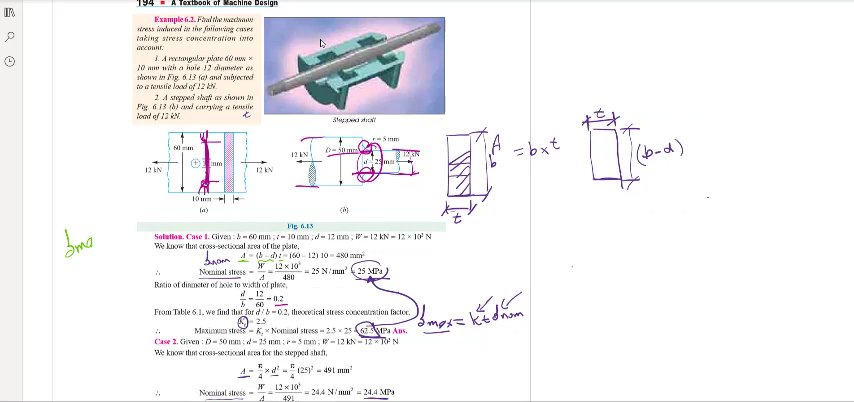 194 ■ A Textbook of Machine Design
Example 6.2. Find the maximum
stress induced in the following cases
taking stress concentration into
account:
1. A rectangular plate 60 mm ×
10 mm with a hole 12 diameter as
shown in Fig. 6.13 (a) and subjected
to a tensile load of 12 kN.
2. A stepped shaft as shown in
Fig. 6.13 (b) and carrying a tensile
load of 12 kN.
Stepped shaft
60 mm
12 kN
mm
12 kN
10 mm
(a)
r = 5 mm
12 kN
D = 50 mm
d = 25 mm
12 kN
(b)
A
b
t
= b × t
t
(b-d)
Fig. 6.13
Solution. Case 1. Given : b = 60 mm ; t = 10 mm ; d = 12 mm ; W = 12 kN = 12 × 10³ N
We know that cross-sectional area of the plate,
A = (b – d) t = (60 – 12) 10 = 480 mm²
∴ Nominal stress = W/A = 12 × 10³/480 = 25 N / mm² = 25 MPa
Ratio of diameter of hole to width of plate,
d/b = 12/60 = 0.2
From Table 6.1, we find that for d / b = 0.2, theoretical stress concentration factor,
Kt = 2.5
∴ Maximum stress = Kt × Nominal stress = 2.5 × 25 = 62.5 MPa Ans.
σmax = kt σnom
Case 2. Given : D = 50 mm ; d = 25 mm ; r = 5 mm ; W = 12 kN = 12 × 10³ N
We know that cross-sectional area for the stepped shaft,
A = π/4 × d² = π/4 (25)² = 491 mm²
∴ Nominal stress = W/A = 12 × 10³/491 = 24.4 N / mm² = 24.4 MPa